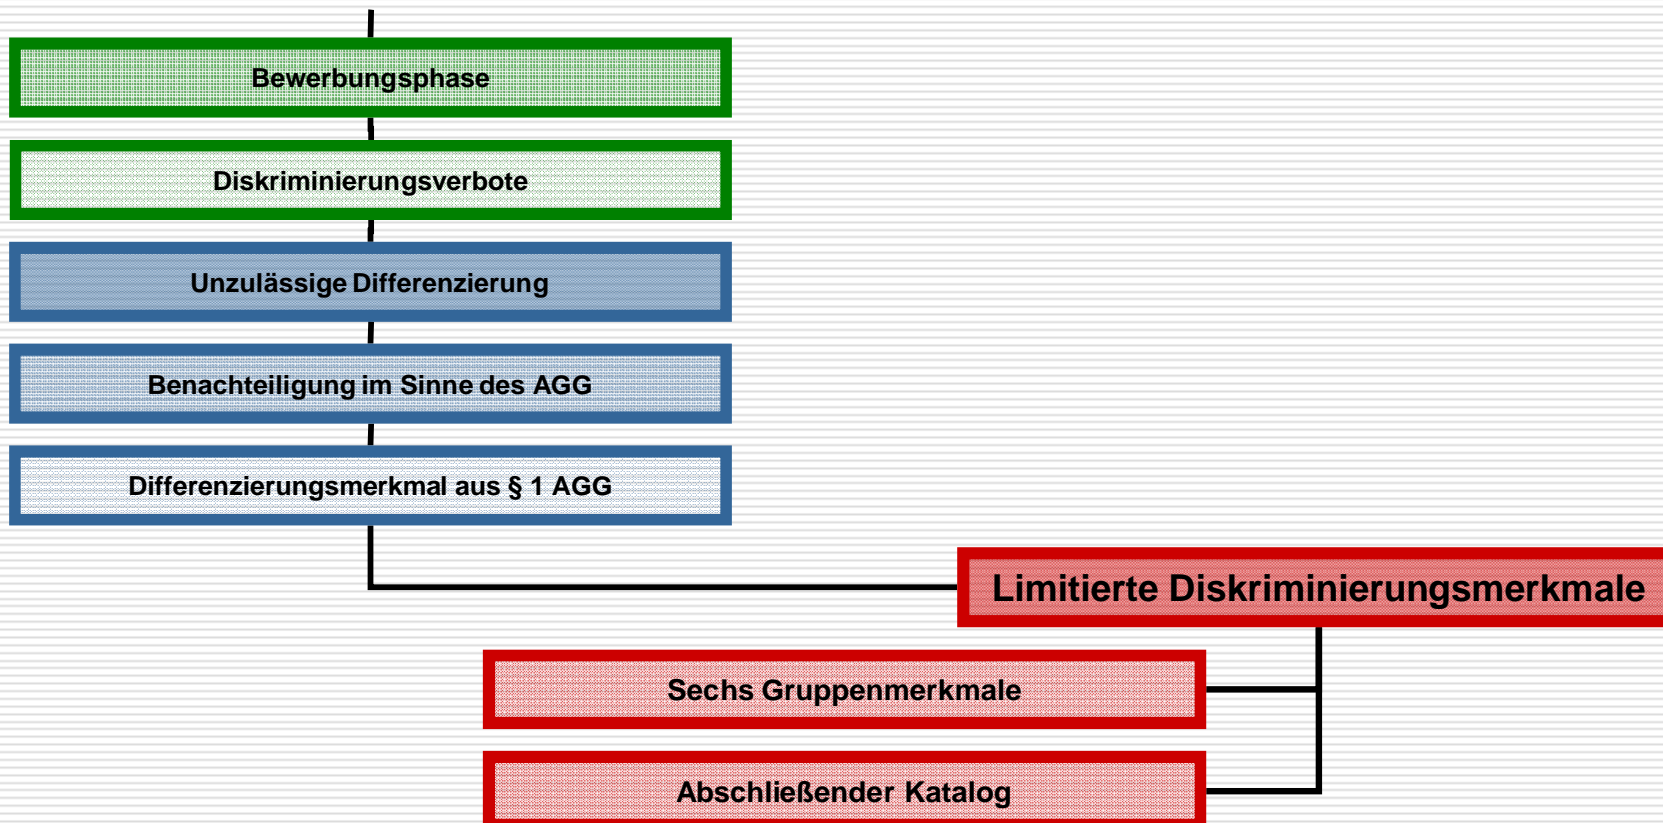 Bewerbungsphase
Diskriminierungsverbote
Unzulässige Differenzierung
Benachteiligung im Sinne des AGG
Differenzierungsmerkmal aus § 1 AGG
Limitierte Diskriminierungsmerkmale
Sechs Gruppenmerkmale
Abschließender Katalog